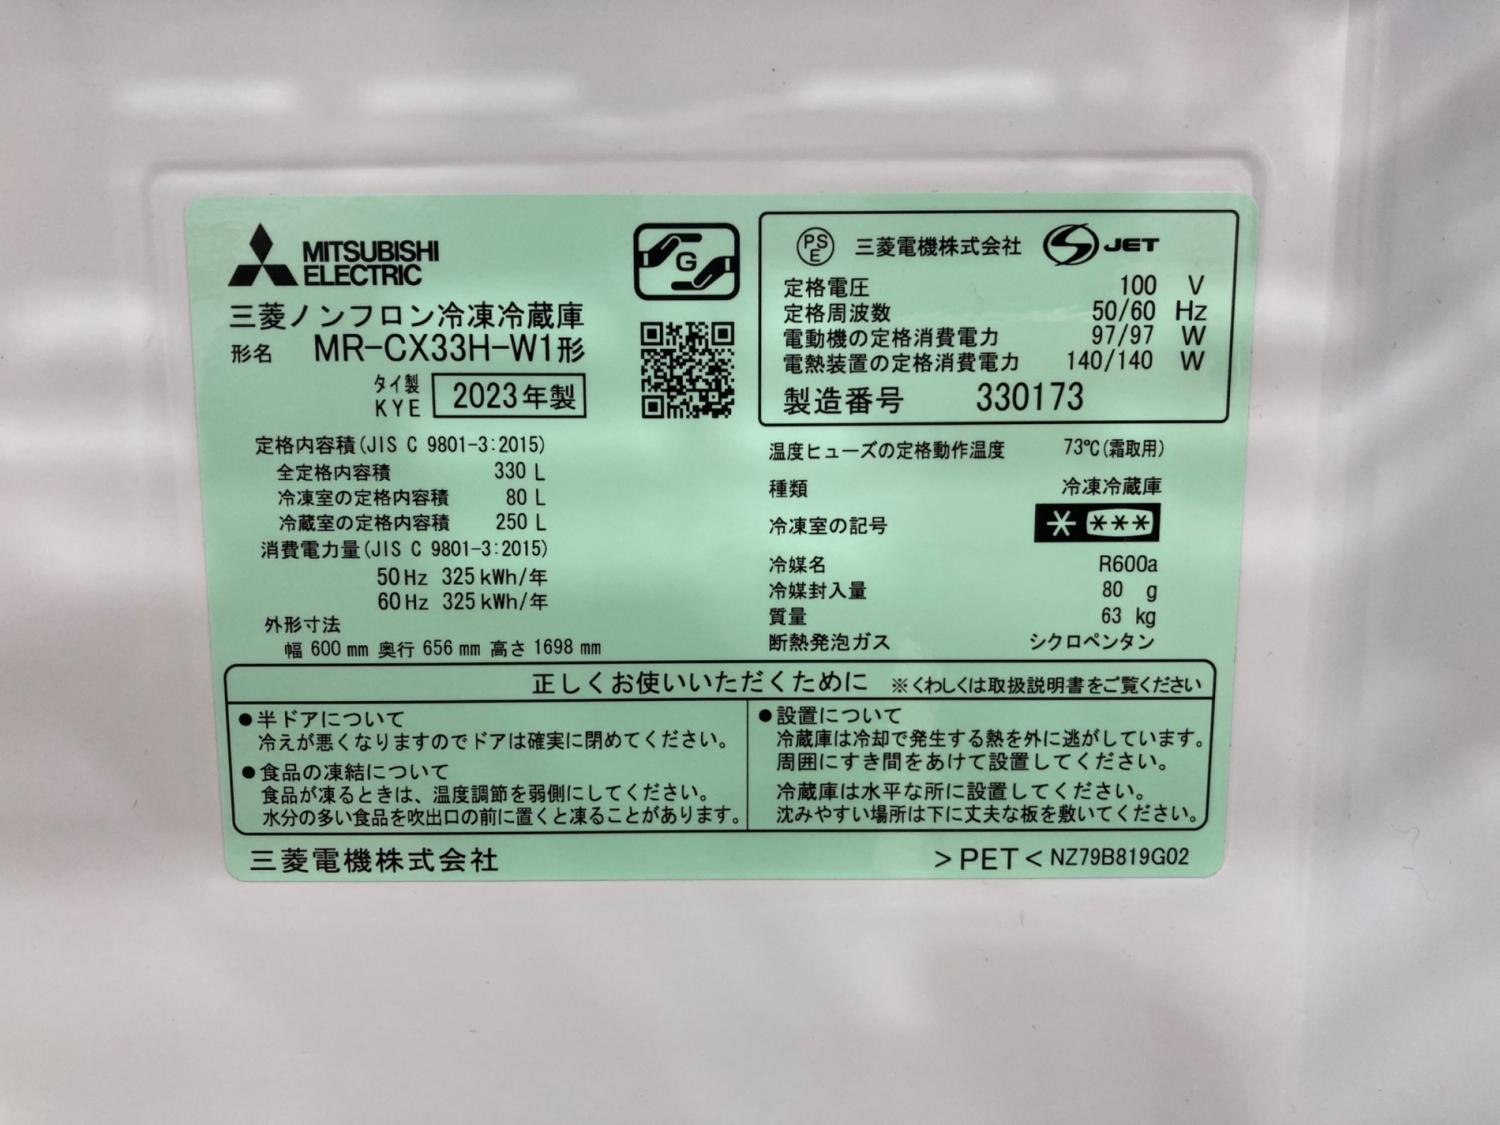 MITSUBISHI
ELECTRIC
三菱ノンフロン冷凍冷蔵庫
形名 MR-CX33H-W1形
タイ製
KYE 2023年製
G
定格内容積(JIS C 9801-3:2015)
全定格内容積 330 L
冷凍室の定格内容積 80 L
冷蔵室の定格内容積 250 L
消費電力量(JIS C 9801-3:2015)
50Hz 325kWh/年
60Hz 325kWh/年
外形寸法
幅 600 mm 奥行 656 mm 高さ 1698 mm
PSE 三菱電機株式会社 JET
定格電圧 100 V
定格周波数 50/60 Hz
電動機の定格消費電力 97/97 W
電熱装置の定格消費電力 140/140 W
製造番号 330173
温度ヒューズの定格動作温度 73℃(霜取用)
種類 冷凍冷蔵庫
冷凍室の記号 * ***
冷媒名 R600a
冷媒封入量 80 g
質量 63 kg
断熱発泡ガス シクロペンタン
正しくお使いいただくために ※くわしくは取扱説明書をご覧ください
●半ドアについて
冷えが悪くなりますのでドアは確実に閉めてください。
●食品の凍結について
食品が凍るときは、温度調節を弱側にしてください。
水分の多い食品を吹出口の前に置くと凍ることがあります。
●設置について
冷蔵庫は冷却で発生する熱を外に逃がしています。
周囲にすき間をあけて設置してください。
冷蔵庫は水平な所に設置してください。
沈みやすい場所は下に丈夫な板を敷いてください。
三菱電機株式会社
>PET< NZ79B819G02